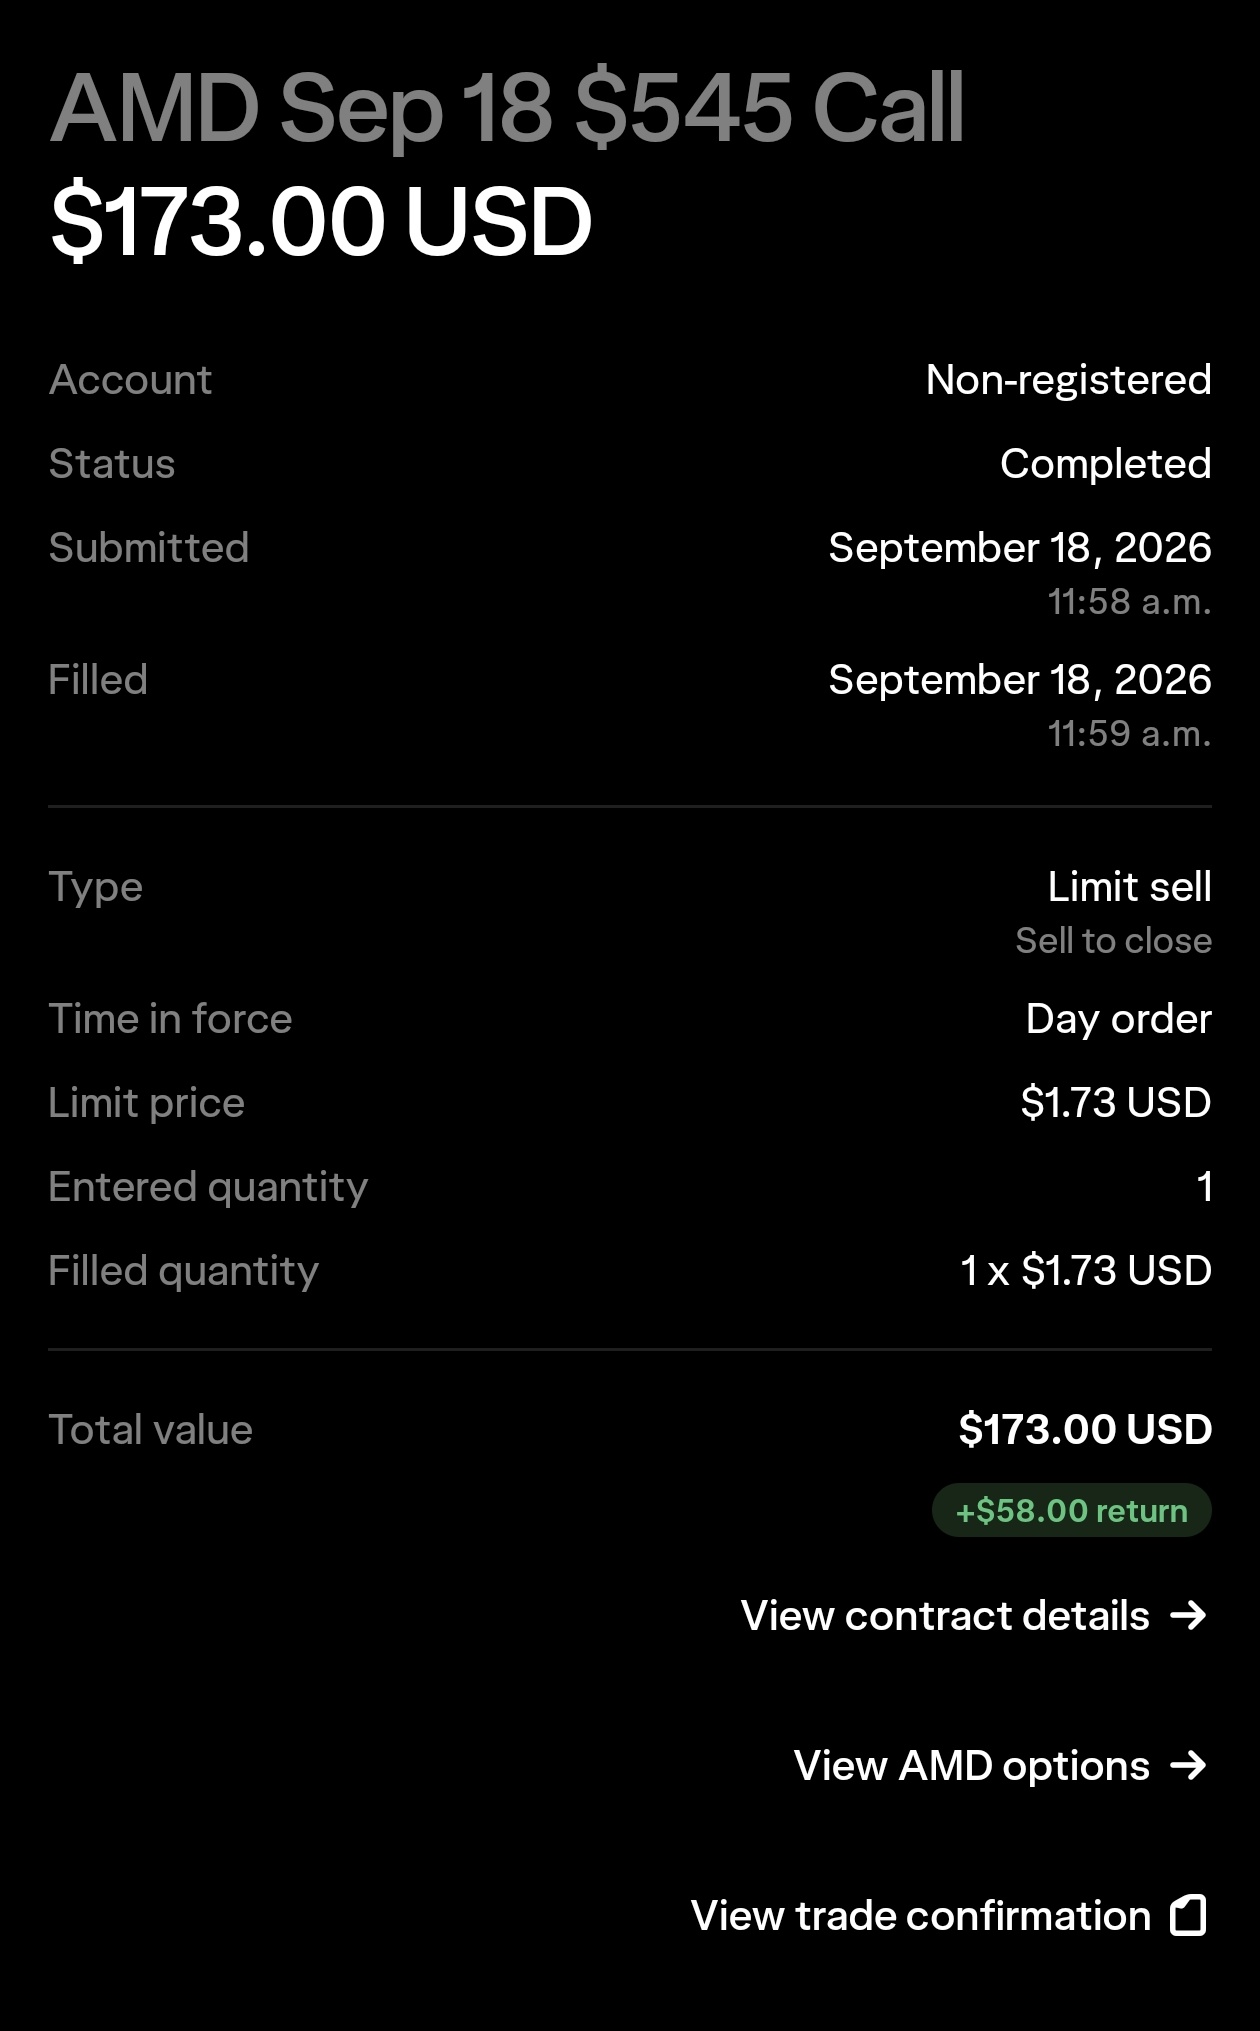 AMD Sep 18 $545 Call
$173.00 USD
Account Non-registered
Status Completed
Submitted September 18, 2026
11:58 a.m.
Filled September 18, 2026
11:59 a.m.
Type Limit sell
Sell to close
Time in force Day order
Limit price $1.73 USD
Entered quantity 1
Filled quantity 1 x $1.73 USD
Total value $173.00 USD
+$58.00 return
View contract details →
View AMD options →
View trade confirmation